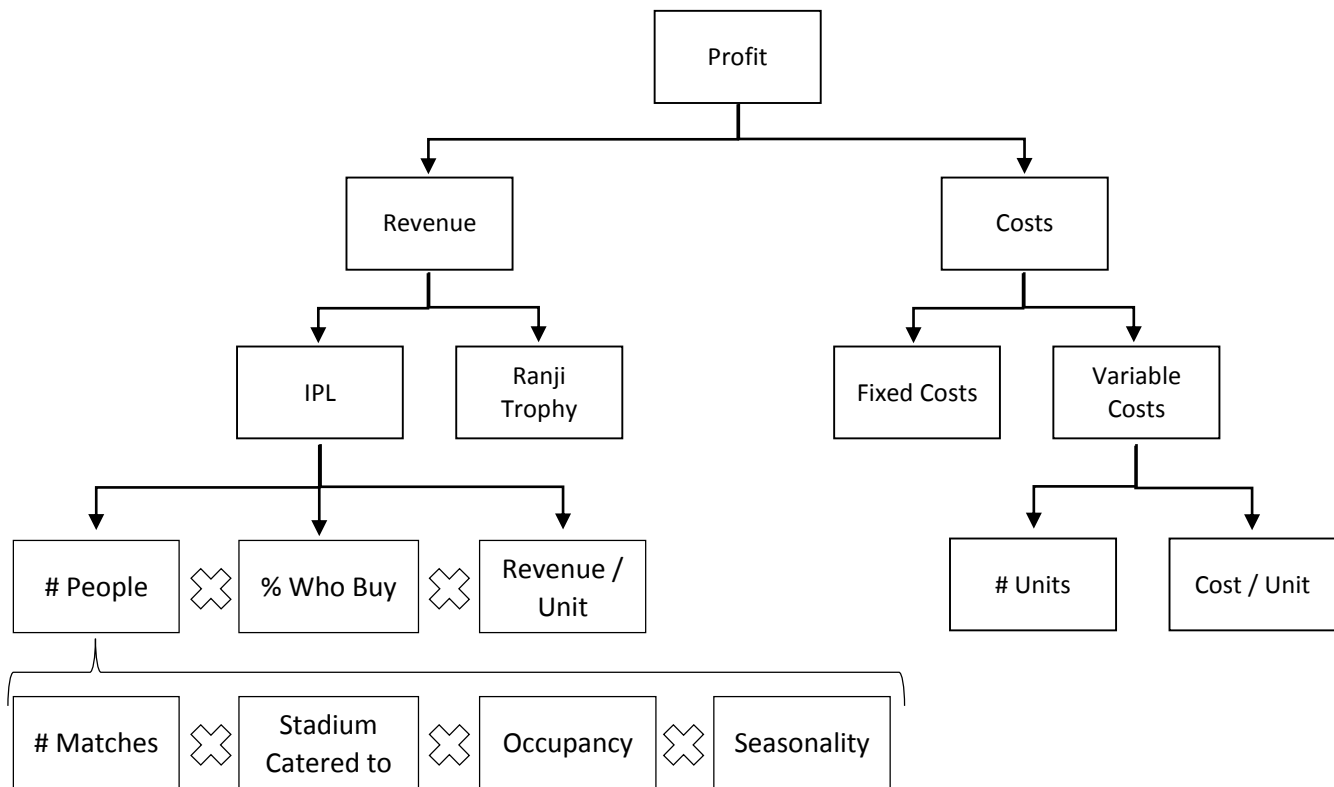 Profit
Revenue
Costs
IPL
Ranji
Trophy
Fixed Costs
Variable
Costs
# People
% Who Buy
Revenue /
Unit
# Units
Cost / Unit
# Matches
Stadium
Catered to
Occupancy
Seasonality